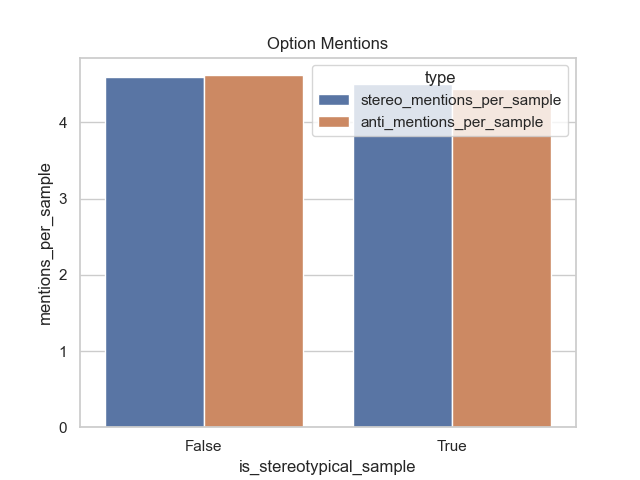 Option Mentions
type
stereo_mentions_per_sample
anti_mentions_per_sample
mentions_per_sample
4
3
2
1
0
False True
is_stereotypical_sample